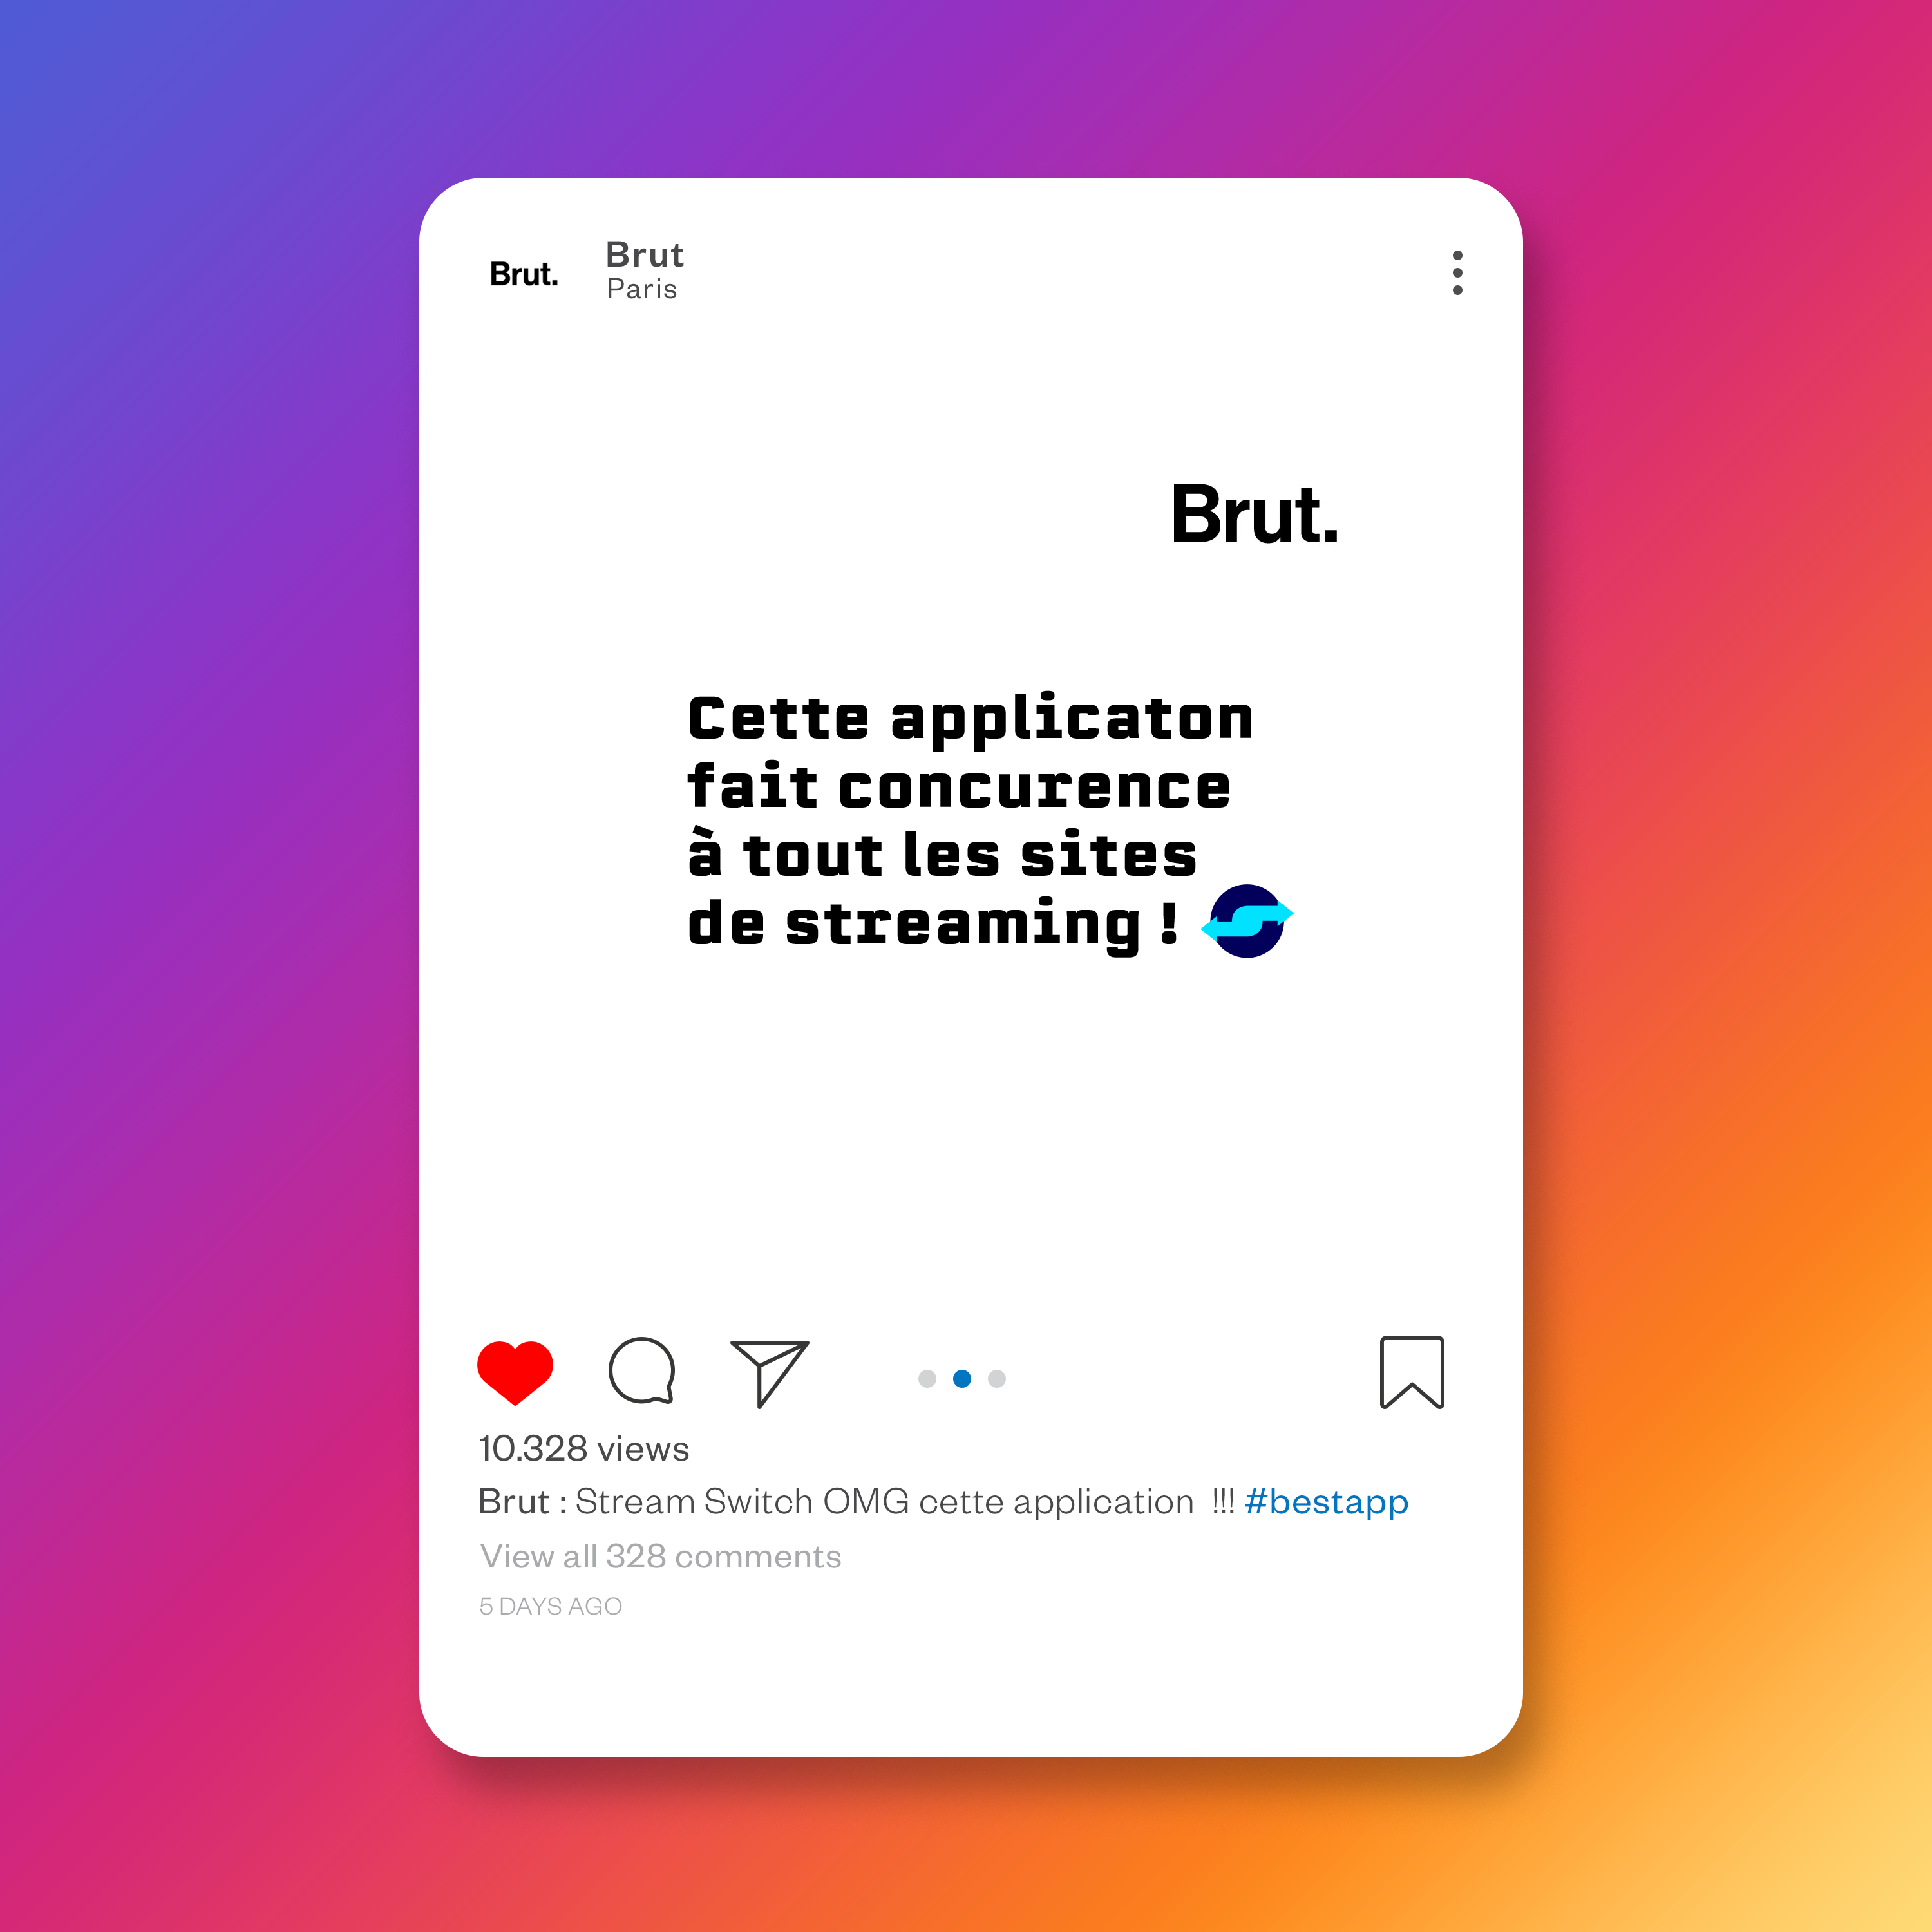 Brut.
Brut
Paris
Brut.
Cette applicaton
fait concurence
à tout les sites
de streaming !
10.328 views
Brut : Stream Switch OMG cette application !!! #bestapp
View all 328 comments
5 DAYS AGO